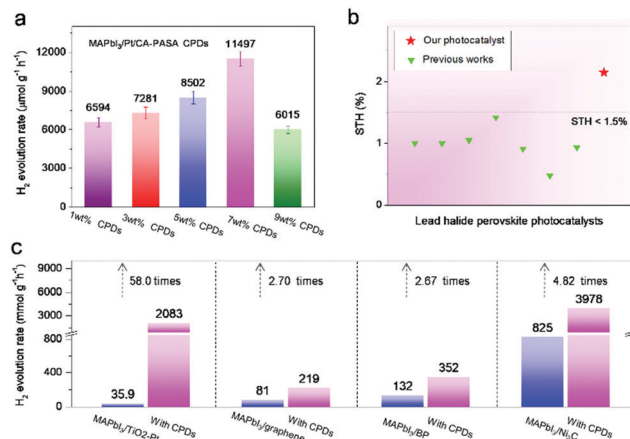 a
MAPbI₃/Pt/CA-PASA CPDs
H₂ evolution rate (μmol g⁻¹h⁻¹)
12000
9000
6000
3000
0
6594
7281
8502
11497
6015
1wt% CPDs
3wt% CPDs
5wt% CPDs
7wt% CPDs
9wt% CPDs
b
Our photocatalyst
Previous works
STH (%)
2
1
0
STH < 1.5%
Lead halide perovskite photocatalysts
c
H₂ evolution rate (mmol g⁻¹h⁻¹)
9000
6000
3000
800
400
0
58.0 times
2.70 times
2.67 times
4.82 times
35.9
2083
81
219
132
352
825
3978
MAPbI₃/TiO2-Pt
With CPDs
MAPbI₃/graphene
With CPDs
MAPbI₃/BP
With CPDs
MAPbI₃/Ni₃C
With CPDs